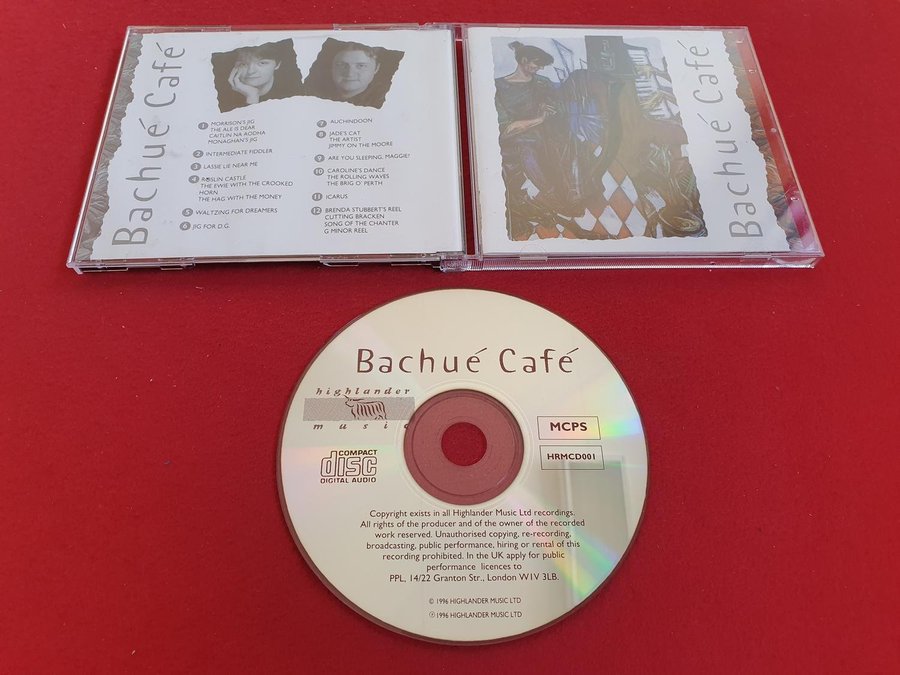 Bachué Café
1 MORRISON'S JIG
THE ALE IS DEAR
CAITLIN NA AODHA
MONAGHAN'S JIG
2 INTERMEDIATE FIDDLER
3 LASSIE LIE NEAR ME
4 ROSLIN CASTLE
THE EWIE WITH THE CROOKED
HORN
THE HAG WITH THE MONEY
5 WALTZING FOR DREAMERS
6 JIG FOR D.G.
7 AUCHINDOON
8 JADE'S CAT
THE ARTIST
JIMMY ON THE MOORE
9 ARE YOU SLEEPING, MAGGIE?
10 CAROLINE'S DANCE
THE ROLLING WAVES
THE BRIG O' PERTH
11 ICARUS
12 BRENDA STUBBERT'S REEL
CUTTING BRACKEN
SONG OF THE CHANTER
G MINOR REEL
Bachué Café
Bachué Café
highlander
music
COMPACT
disc
DIGITAL AUDIO
MCPS
HRMCD001
Copyright exists in all Highlander Music Ltd recordings.
All rights of the producer and of the owner of the recorded
work reserved. Unauthorised copying, re-recording,
broadcasting, public performance, hiring or rental of this
recording prohibited. In the UK apply for public
performance licences to
PPL, 14/22 Granton Str., London W1V 3LB.
© 1996 HIGHLANDER MUSIC LTD
℗ 1996 HIGHLANDER MUSIC LTD